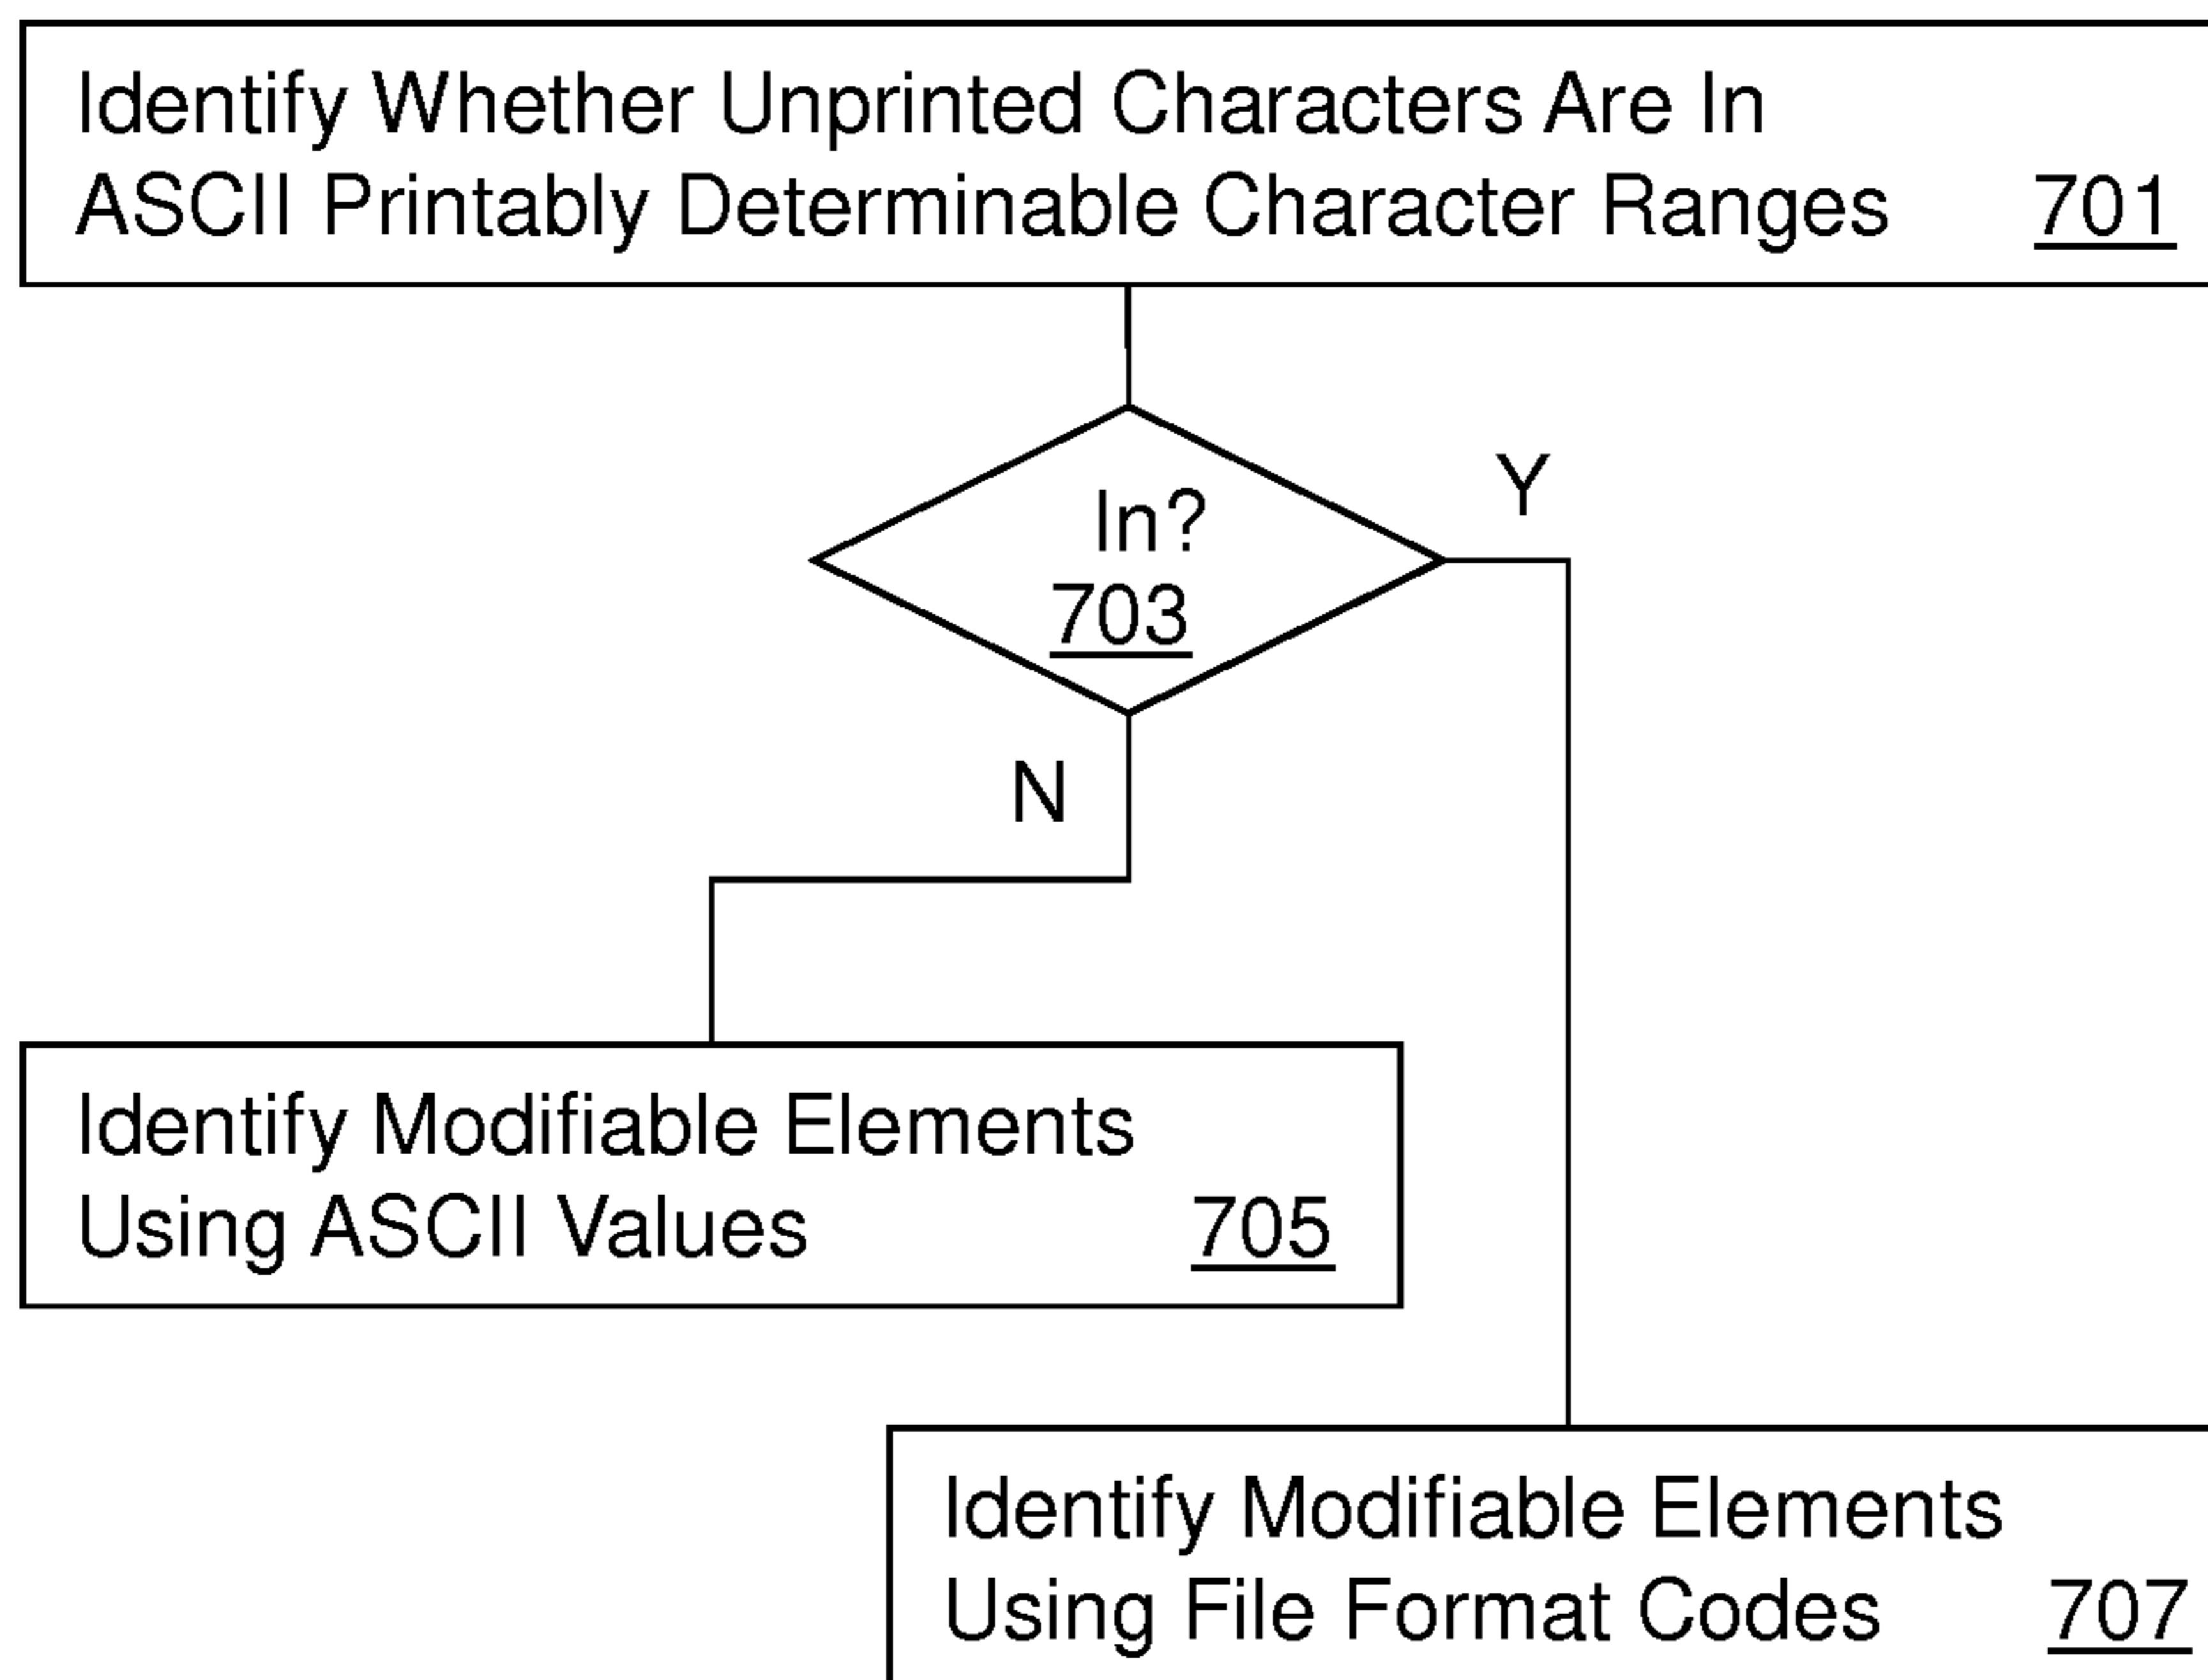 Identify Whether Unprinted Characters Are In
ASCII Printably Determinable Character Ranges 701
In?
703
Y
N
Identify Modifiable Elements
Using ASCII Values 705
Identify Modifiable Elements
Using File Format Codes 707